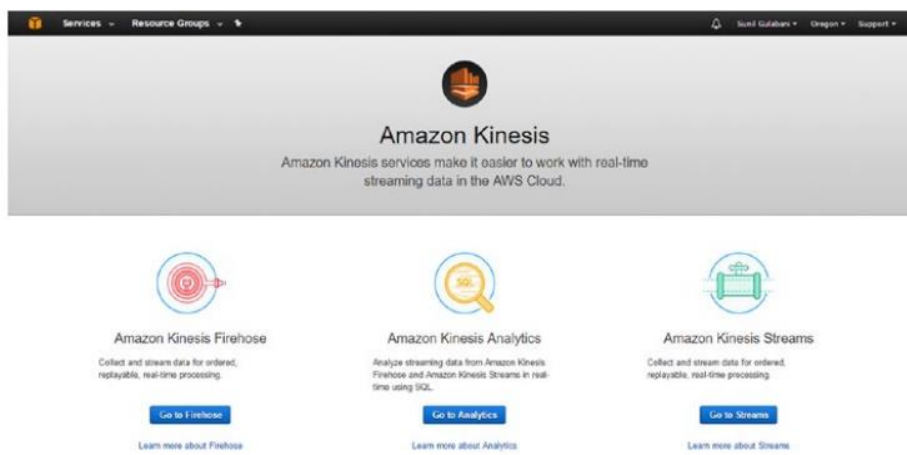 Services Resource Groups
Sunil Gulabani Oregon Support
Amazon Kinesis
Amazon Kinesis services make it easier to work with real-time
streaming data in the AWS Cloud.
SQL
Amazon Kinesis Firehose
Collect and stream data for ordered,
replayable, real-time processing.
Go to Firehose
Learn more about Firehose
Amazon Kinesis Analytics
Analyze streaming data from Amazon Kinesis
Firehose and Amazon Kinesis Streams in real-
time using SQL.
Go to Analytics
Learn more about Analytics
Amazon Kinesis Streams
Collect and stream data for ordered,
replayable, real-time processing.
Go to Streams
Learn more about Streams